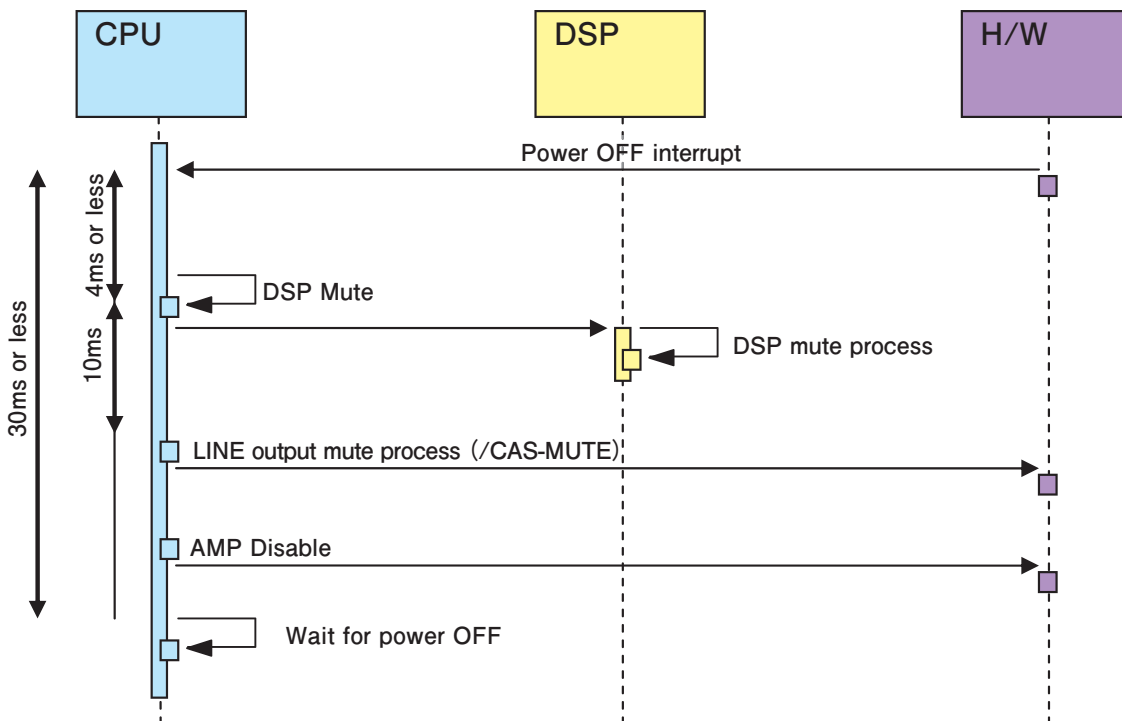 CPU
DSP
H/W
Power OFF interrupt
4ms or less
DSP Mute
DSP mute process
10ms
30ms or less
LINE output mute process (/CAS-MUTE)
AMP Disable
Wait for power OFF